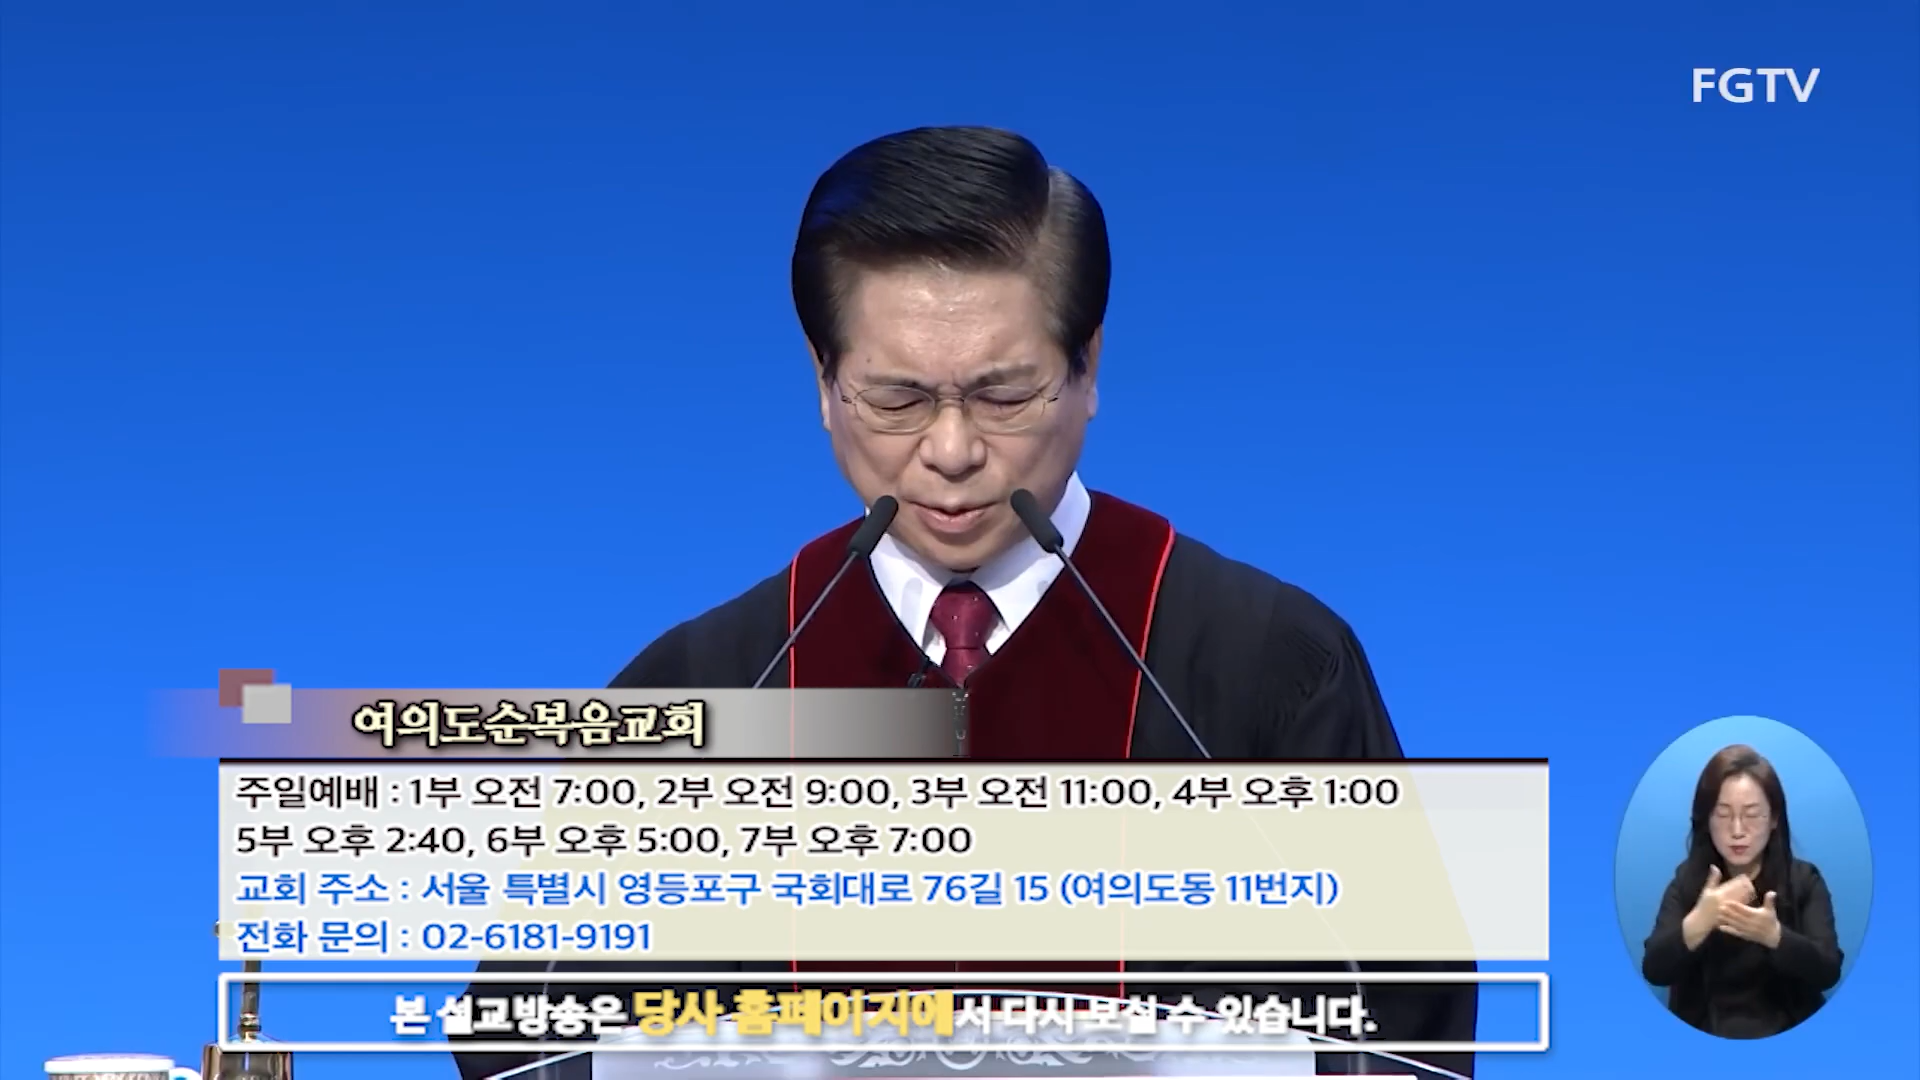 FGTV
여의도순복음교회
주일예배 : 1부 오전 7:00, 2부 오전 9:00, 3부 오전 11:00, 4부 오후 1:00
5부 오후 2:40, 6부 오후 5:00, 7부 오후 7:00
교회 주소 : 서울 특별시 영등포구 국회대로 76길 15 (여의도동 11번지)
전화 문의 : 02-6181-9191
본 설교방송은 당사 홈페이지에서 다시 보실 수 있습니다.